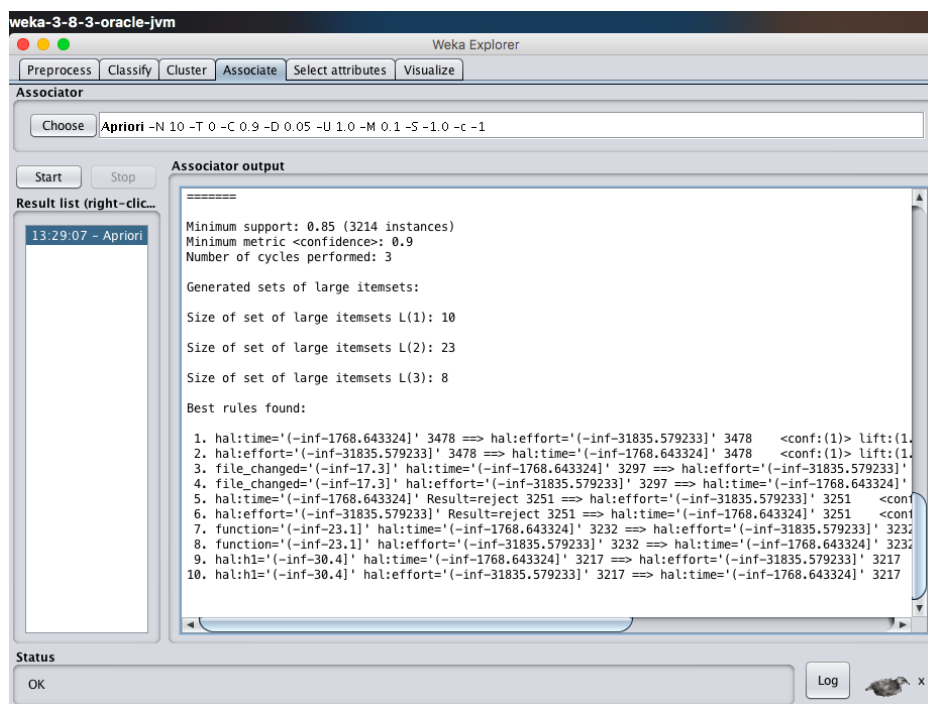 weka-3-8-3-oracle-jvm
Weka Explorer
Preprocess Classify Cluster Associate Select attributes Visualize
Associator
Choose Apriori -N 10 -T 0 -C 0.9 -D 0.05 -U 1.0 -M 0.1 -S -1.0 -c -1
Start Stop
Result list (right-clic...
13:29:07 - Apriori
Associator output
=======
Minimum support: 0.85 (3214 instances)
Minimum metric <confidence>: 0.9
Number of cycles performed: 3
Generated sets of large itemsets:
Size of set of large itemsets L(1): 10
Size of set of large itemsets L(2): 23
Size of set of large itemsets L(3): 8
Best rules found:
1. hal:time='(-inf-1768.643324]' 3478 ==> hal:effort='(-inf-31835.579233]' 3478 <conf:(1)> lift:(1.
2. hal:effort='(-inf-31835.579233]' 3478 ==> hal:time='(-inf-1768.643324]' 3478 <conf:(1)> lift:(1.
3. file_changed='(-inf-17.3]' hal:time='(-inf-1768.643324]' 3297 ==> hal:effort='(-inf-31835.579233]'
4. file_changed='(-inf-17.3]' hal:effort='(-inf-31835.579233]' 3297 ==> hal:time='(-inf-1768.643324]'
5. hal:time='(-inf-1768.643324]' Result=reject 3251 ==> hal:effort='(-inf-31835.579233]' 3251 <conf
6. hal:effort='(-inf-31835.579233]' Result=reject 3251 ==> hal:time='(-inf-1768.643324]' 3251 <conf
7. function='(-inf-23.1]' hal:time='(-inf-1768.643324]' 3232 ==> hal:effort='(-inf-31835.579233]' 3232
8. function='(-inf-23.1]' hal:effort='(-inf-31835.579233]' 3232 ==> hal:time='(-inf-1768.643324]' 3232
9. hal:h1='(-inf-30.4]' hal:time='(-inf-1768.643324]' 3217 ==> hal:effort='(-inf-31835.579233]' 3217
10. hal:h1='(-inf-30.4]' hal:effort='(-inf-31835.579233]' 3217 ==> hal:time='(-inf-1768.643324]' 3217
Status
OK
Log
x